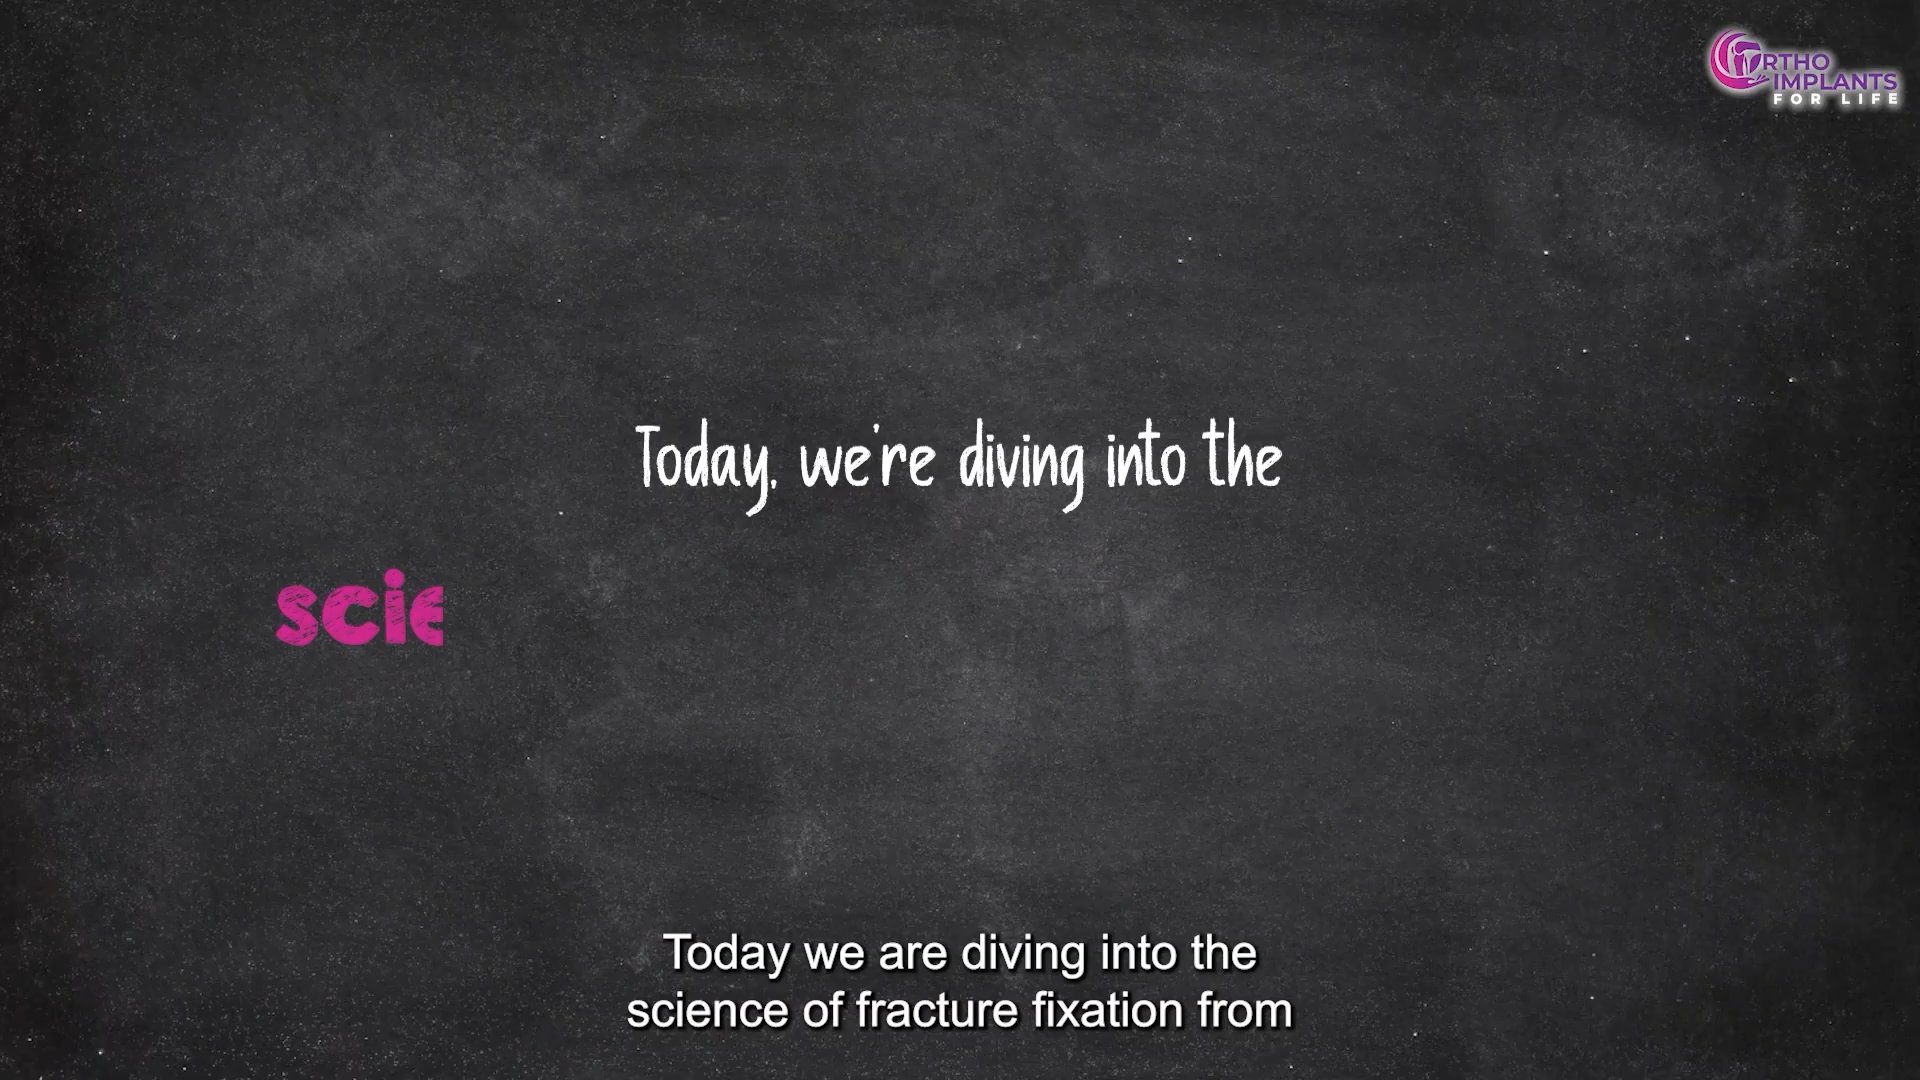 ORTHO
IMPLANTS
FOR LIFE
Today, we're diving into the
scie
Today we are diving into the
science of fracture fixation from